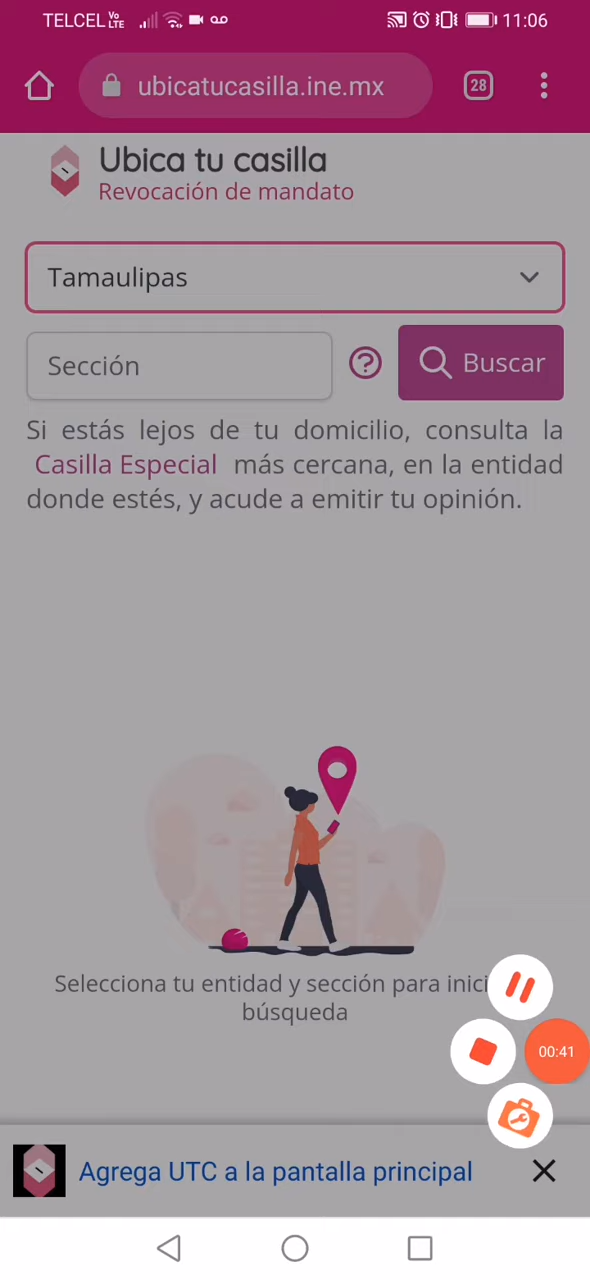 TELCEL Vo LTE 11:06
ubicatucasilla.ine.mx 28
Ubica tu casilla
Revocación de mandato
Tamaulipas
Sección Buscar
Si estás lejos de tu domicilio, consulta la
Casilla Especial más cercana, en la entidad
donde estés, y acude a emitir tu opinión.
Selecciona tu entidad y sección para inici
búsqueda
00:41
Agrega UTC a la pantalla principal